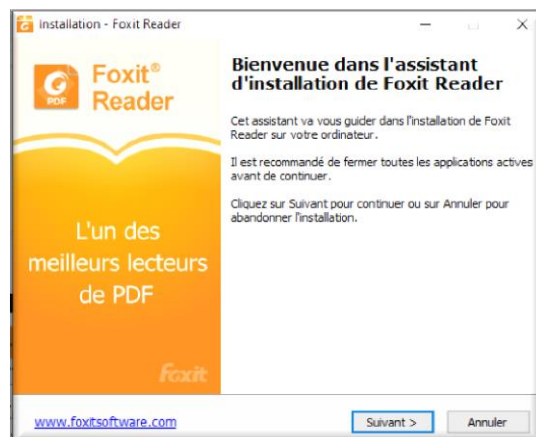 installation - Foxit Reader
Foxit®
Reader
PDF
L'un des
meilleurs lecteurs
de PDF
Foxit
Bienvenue dans l'assistant
d'installation de Foxit Reader
Cet assistant va vous guider dans l'installation de Foxit
Reader sur votre ordinateur.
Il est recommandé de fermer toutes les applications actives
avant de continuer.
Cliquez sur Suivant pour continuer ou sur Annuler pour
abandonner l'installation.
www.foxitsoftware.com
Suivant >
Annuler